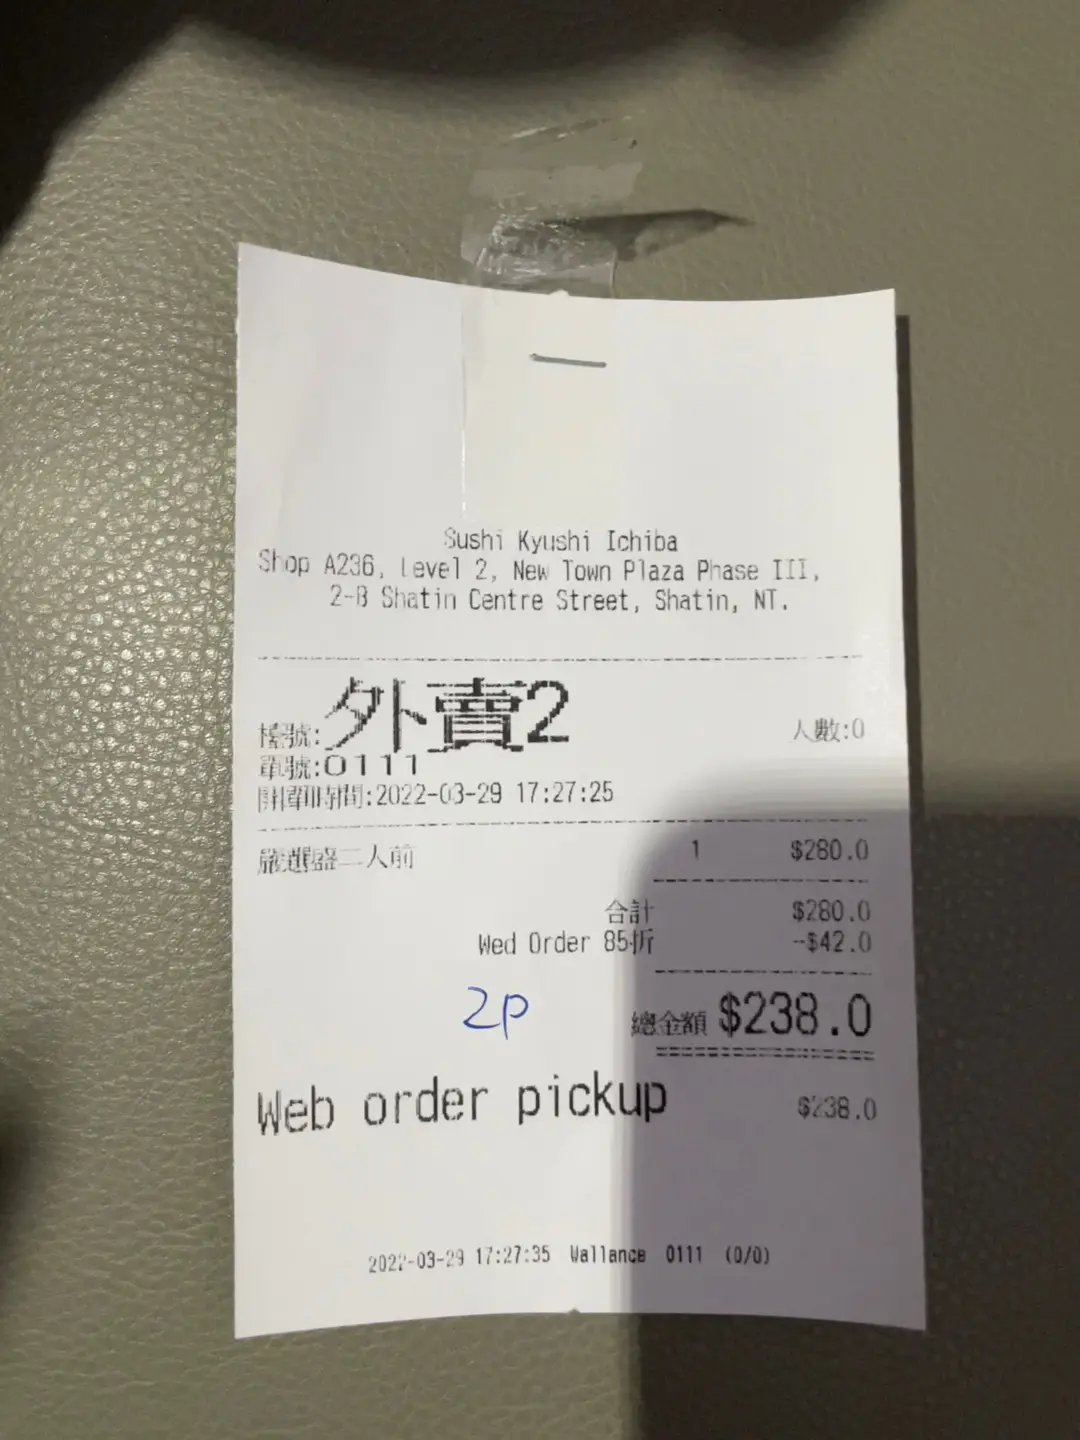 Sushi Kyushi Ichiba
Shop A236, Level 2, New Town Plaza Phase III,
2-8 Shatin Centre Street, Shatin, NT.
檯號:外賣2 人數:0
單號:0111
開單時間:2022-03-29 17:27:25
嚴選盛二人前 1 $280.0
合計 $280.0
Wed Order 85折 -$42.0
2P
總金額 $238.0
Web order pickup $238.0
2022-03-29 17:27:35 Wallance 0111 (0/0)